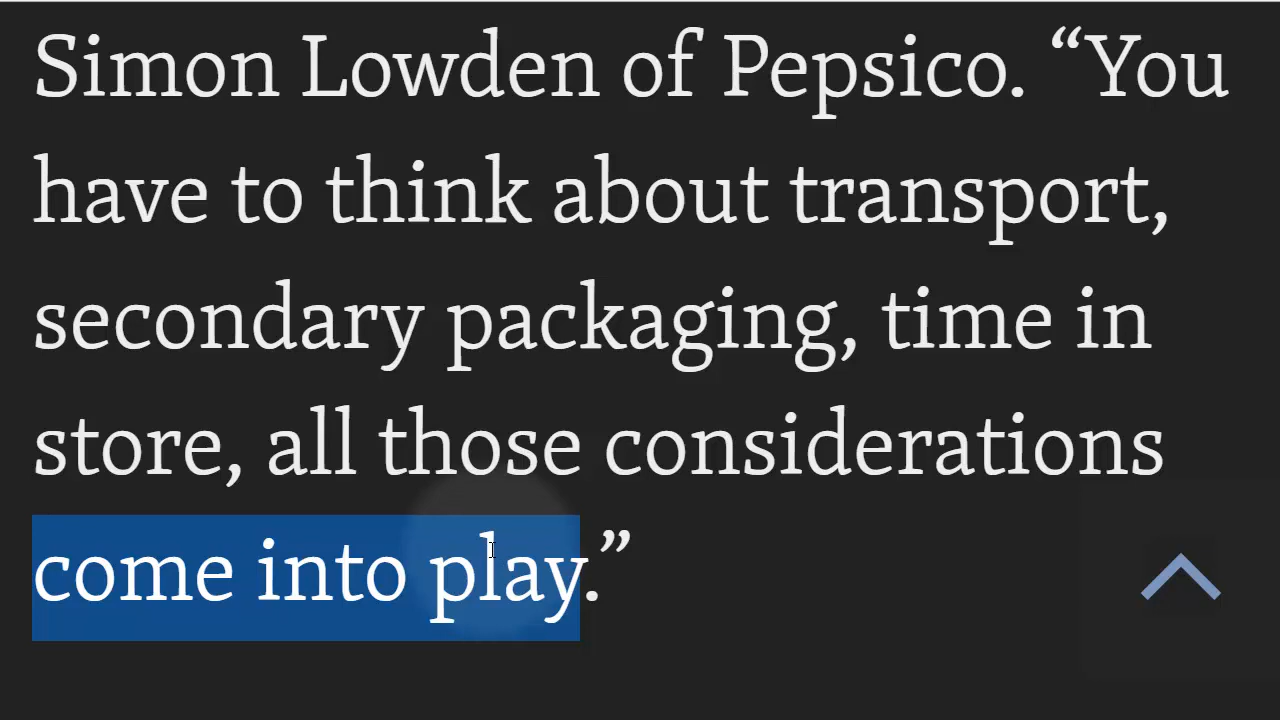 Simon Lowden of Pepsico. “You
have to think about transport,
secondary packaging, time in
store, all those considerations
come into play.”